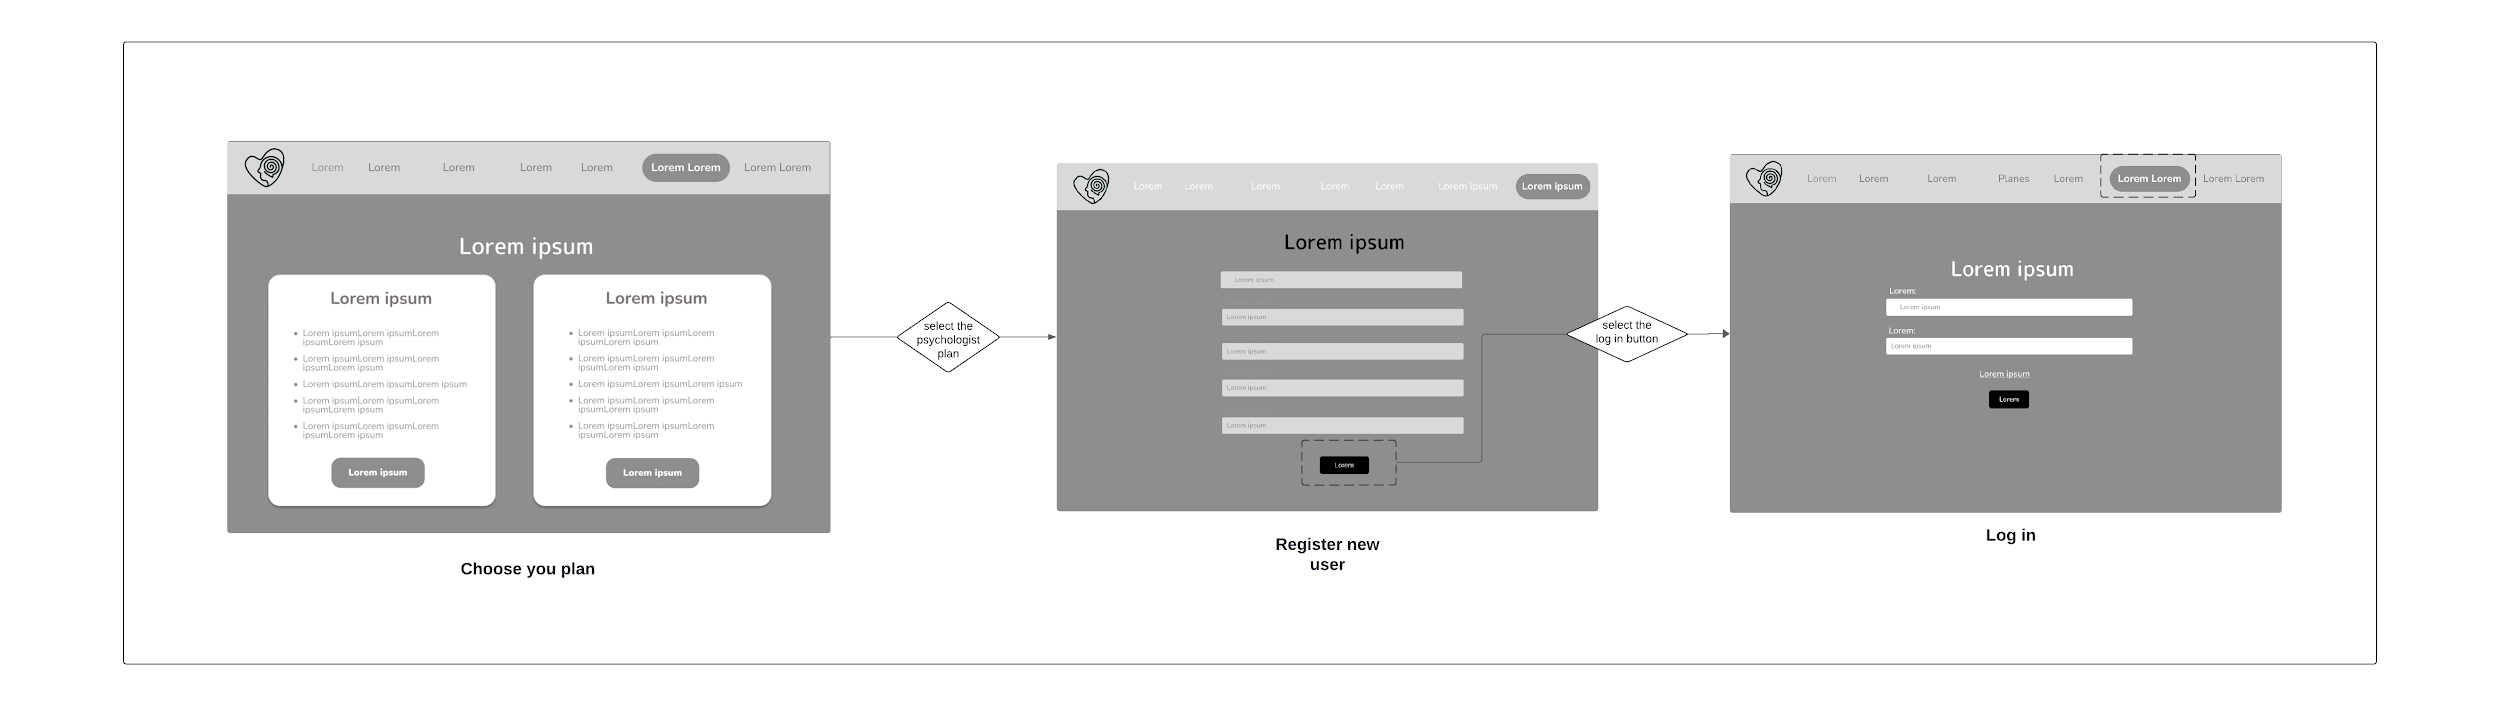 Lorem Lorem Lorem Lorem Lorem Lorem Lorem Lorem Lorem
Lorem ipsum
Lorem ipsum
Lorem ipsumLorem ipsumLorem
ipsumLorem ipsum
Lorem ipsumLorem ipsumLorem
ipsumLorem ipsum
Lorem ipsumLorem ipsumLorem ipsum
Lorem ipsumLorem ipsumLorem
ipsumLorem ipsum
Lorem ipsumLorem ipsumLorem
ipsumLorem ipsum
Lorem ipsum
Lorem ipsum
Lorem ipsumLorem ipsumLorem
ipsumLorem ipsum
Lorem ipsumLorem ipsumLorem
ipsumLorem ipsum
Lorem ipsumLorem ipsumLorem ipsum
Lorem ipsumLorem ipsumLorem
ipsumLorem ipsum
Lorem ipsumLorem ipsumLorem
ipsumLorem ipsum
Lorem ipsum
Choose you plan
select the
psychologist
plan
Lorem Lorem Lorem Lorem Lorem Lorem ipsum Lorem ipsum
Lorem ipsum
Lorem ipsum
Lorem ipsum
Lorem ipsum
Lorem ipsum
Lorem ipsum
Lorem
Register new
user
select the
log in button
Lorem Lorem Lorem Planes Lorem Lorem Lorem Lorem Lorem
Lorem ipsum
Lorem:
Lorem ipsum
Lorem:
Lorem ipsum
Lorem ipsum
Lorem
Log in